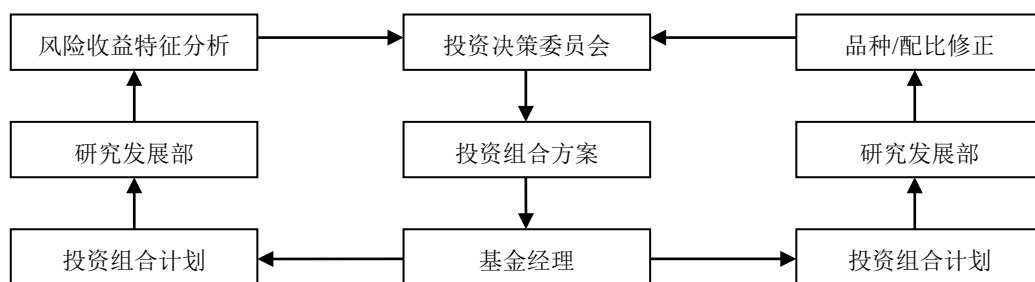 风险收益特征分析
投资决策委员会
品种/配比修正
研究发展部
投资组合方案
研究发展部
投资组合计划
基金经理
投资组合计划